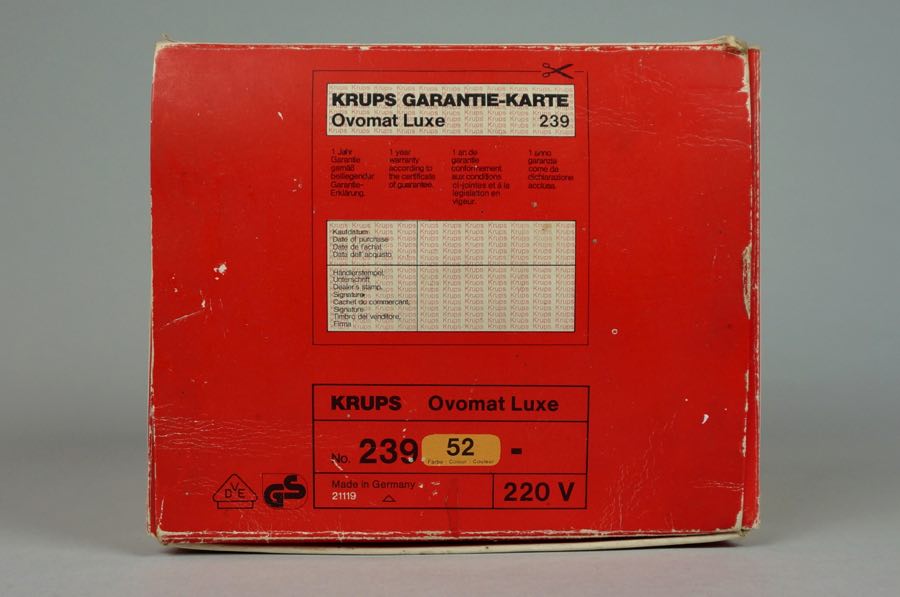 KRUPS GARANTIE-KARTE
Ovomat Luxe 239
1 Jahr
Garantie
gemäß
beiliegendur
Garantie-
Erklärung.
1 year
warranty
according to
the certificate
of guarantee.
1 an de
garantie
conformément
aux conditions
ci-jointes et à la
législation en
vigeur.
1 anno
garanzia
come da
dichiarazione
acclusa.
Kaufdatum
Date of purchase
Date de l'achat
Data dell'acquisto
Händlerstempel,
Unterschrift
Dealer's stamp,
Signature
Cachet du commercant,
Signature
Timbro del venditore,
Firma
KRUPS Ovomat Luxe
No. 239 52 -
Farbe · Colour · Couleur
Made in Germany
21119
220 V
VDE
GS